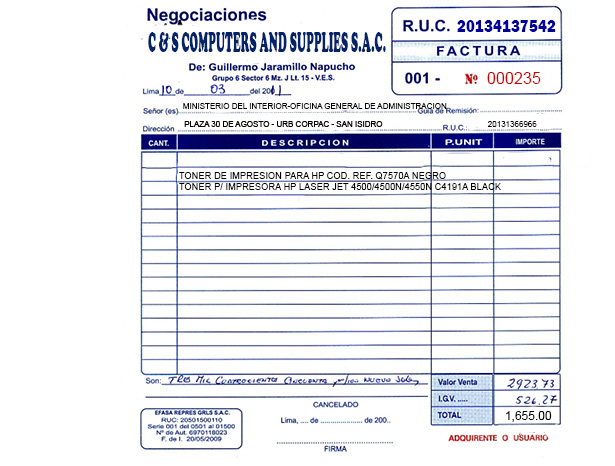 Negociaciones
C & S COMPUTERS AND SUPPLIES S.A.C.
De: Guillermo Jaramillo Napucho
Grupo 6 Sector 6 Mz. J Lt. 15 - V.E.S.
R.U.C. 20134137542
FACTURA
001 - Nº 000235
Lima 10 de 03 del 2011
Señor (es) MINISTERIO DEL INTERIOR-OFICINA GENERAL DE ADMINISTRACION Guía de Remisión:
Dirección PLAZA 30 DE AGOSTO - URB CORPAC - SAN ISIDRO R.U.C.: 20131366966
CANT. DESCRIPCION P.UNIT IMPORTE
TONER DE IMPRESION PARA HP COD. REF. Q7570A NEGRO
TONER P/ IMPRESORA HP LASER JET 4500/4500N/4550N C4191A BLACK
Son: Tres Mil Cuatrocientos Cincuenta y /100 Nuevo Soles
Valor Venta 2923.73
I.G.V. ..... 526.27
TOTAL 1,655.00
CANCELADO
Lima, .... de ..................... de 200..
FIRMA
EFASA REPRES GRLS S.A.C.
RUC: 20501500110
Serie 001 del 0501 al 01500
Nº de Aut. 6970118023
F. de I. 20/05/2009
ADQUIRENTE O USUARIO